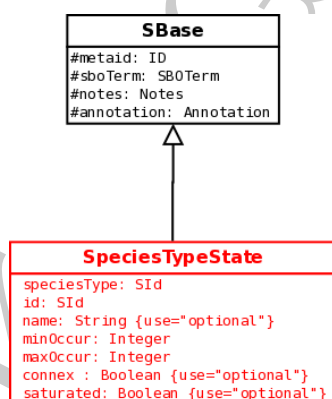 SBase
#metaid: ID
#sboTerm: SBOTerm
#notes: Notes
#annotation: Annotation
SpeciesTypeState
speciesType: SId
id: SId
name: String {use="optional"}
minOccur: Integer
maxOccur: Integer
connex : Boolean {use="optional"}
saturated: Boolean {use="optional"}